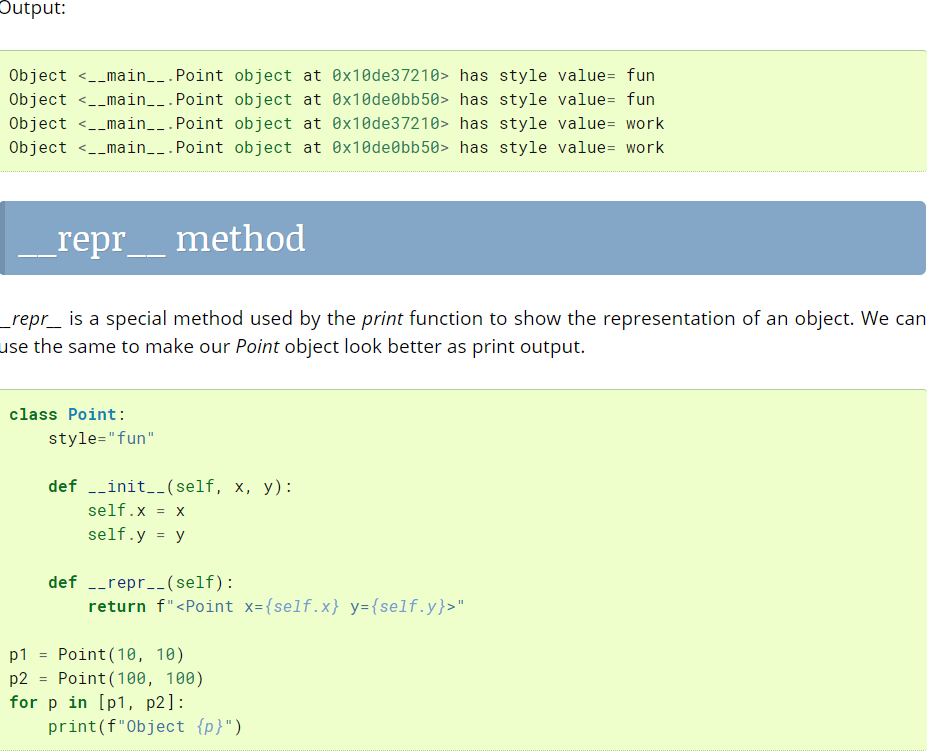 Output:
Object <__main__.Point object at 0x10de37210> has style value= fun
Object <__main__.Point object at 0x10de0bb50> has style value= fun
Object <__main__.Point object at 0x10de37210> has style value= work
Object <__main__.Point object at 0x10de0bb50> has style value= work
__repr__ method
__repr__ is a special method used by the print function to show the representation of an object. We can
use the same to make our Point object look better as print output.
class Point:
    style="fun"
    def __init__(self, x, y):
        self.x = x
        self.y = y
    def __repr__(self):
        return f"<Point x={self.x} y={self.y}>"
p1 = Point(10, 10)
p2 = Point(100, 100)
for p in [p1, p2]:
    print(f"Object {p}")